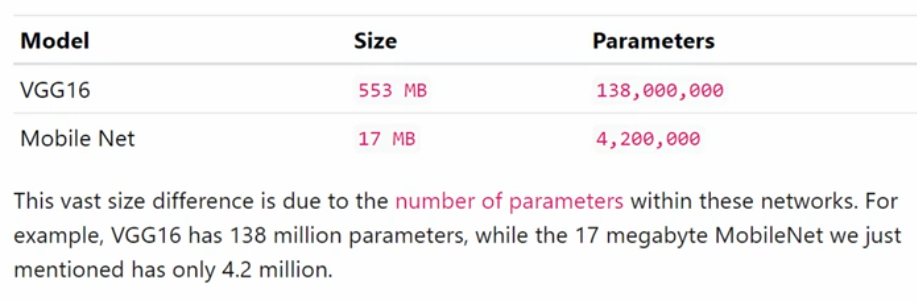 Model Size Parameters
VGG16 553 MB 138,000,000
Mobile Net 17 MB 4,200,000
This vast size difference is due to the number of parameters within these networks. For
example, VGG16 has 138 million parameters, while the 17 megabyte MobileNet we just
mentioned has only 4.2 million.